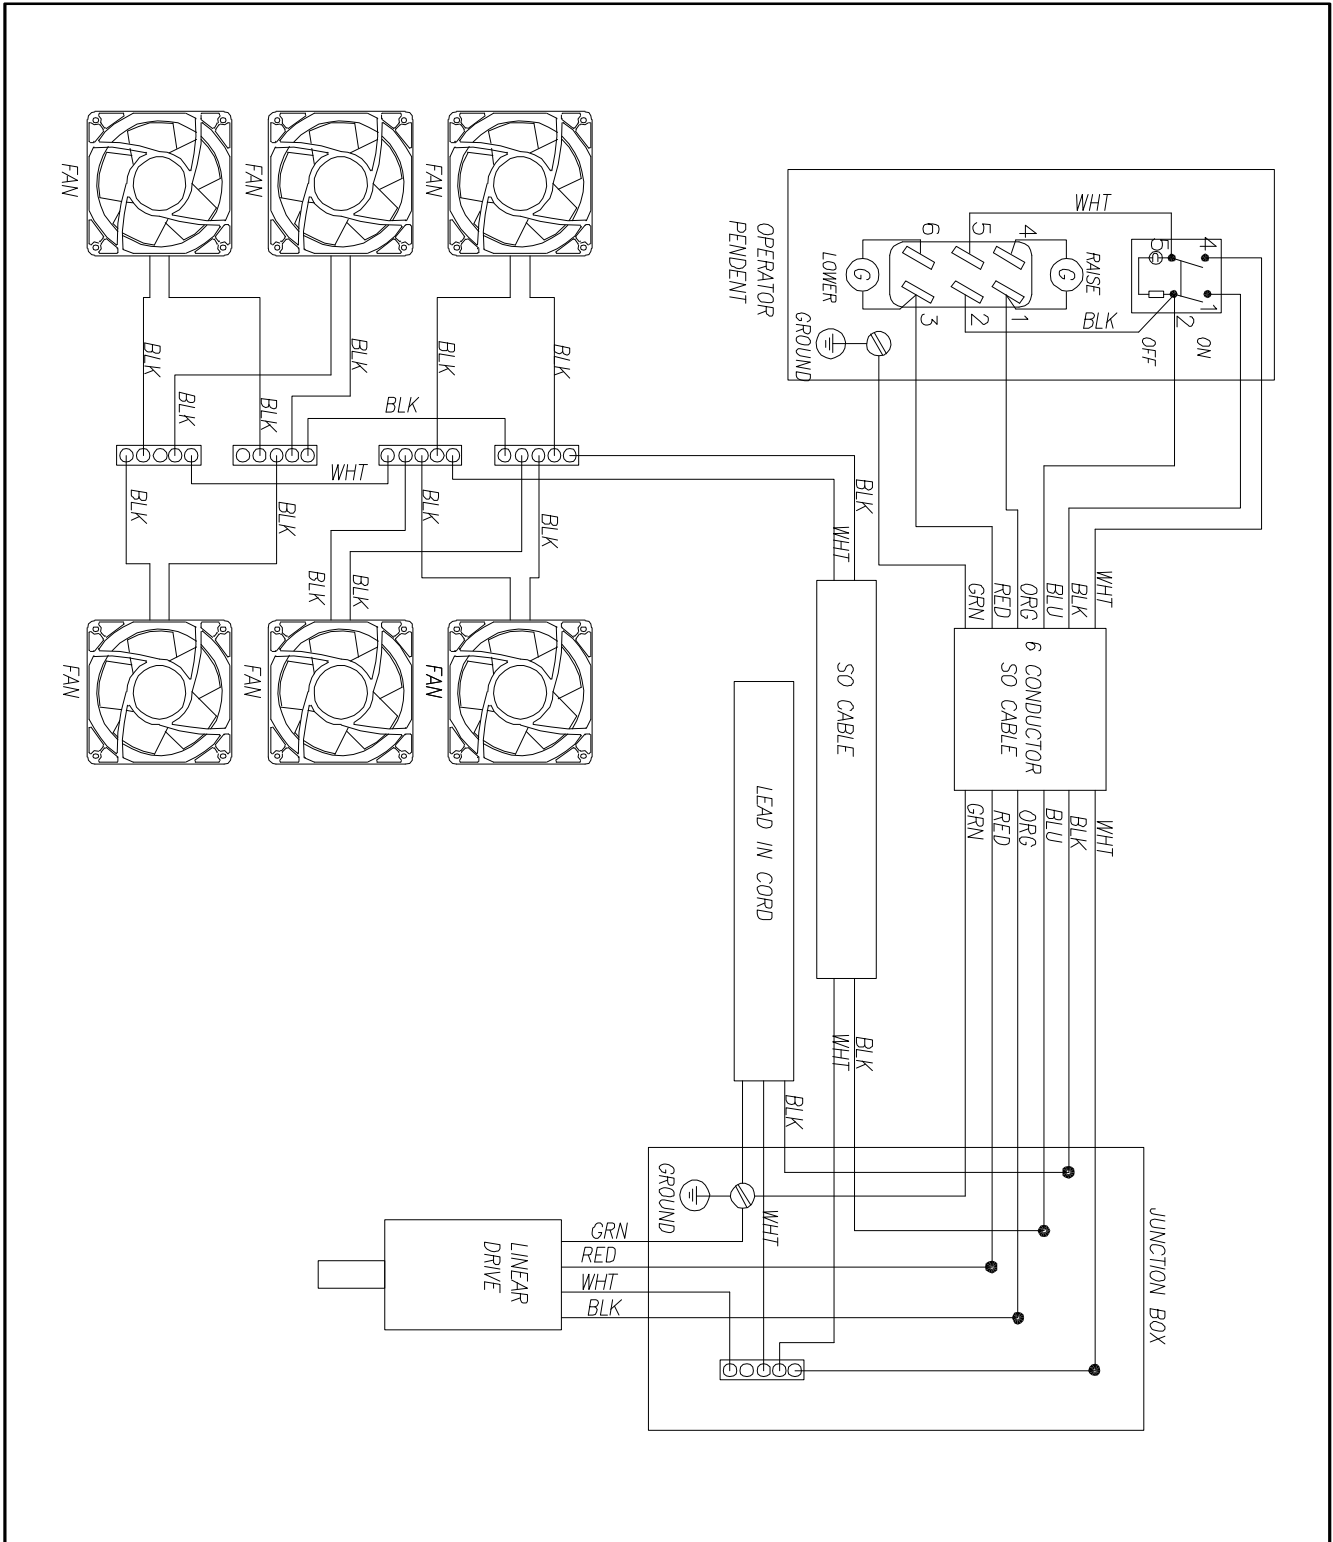 FAN
FAN
FAN
BLK
BLK
BLK
BLK
BLK
BLK
BLK
WHT
BLK
BLK
BLK
BLK
BLK
BLK
FAN
FAN
FAN
OPERATOR
PENDENT
WHT
6
5
4
LOWER
G
G
RAISE
3
2
1
BLK
GROUND
5
4
2
1
OFF
ON
BLK
WHT
GRN
RED
ORG
BLU
BLK
WHT
6 CONDUCTOR
SO CABLE
SO CABLE
LEAD IN CORD
GRN
RED
ORG
BLU
BLK
WHT
BLK
WHT
BLK
JUNCTION BOX
GROUND
WHT
GRN
RED
WHT
BLK
LINEAR
DRIVE